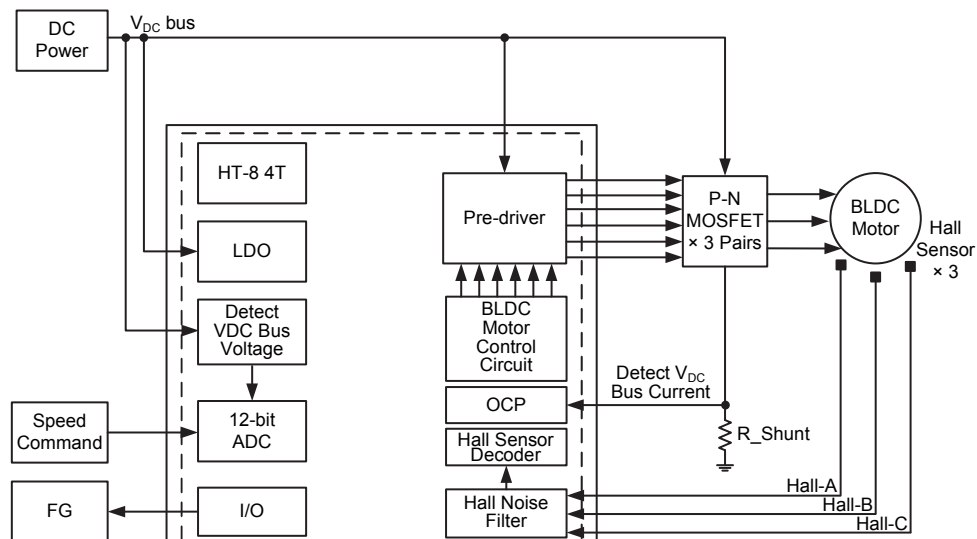 DC
Power
V_DC bus
HT-8 4T
LDO
Detect
VDC Bus
Voltage
12-bit
ADC
I/O
Speed
Command
FG
Pre-driver
BLDC
Motor
Control
Circuit
OCP
Hall Sensor
Decoder
Hall Noise
Filter
P-N
MOSFET
× 3 Pairs
BLDC
Motor
Hall
Sensor
× 3
Detect V_DC
Bus Current
R_Shunt
Hall-A
Hall-B
Hall-C